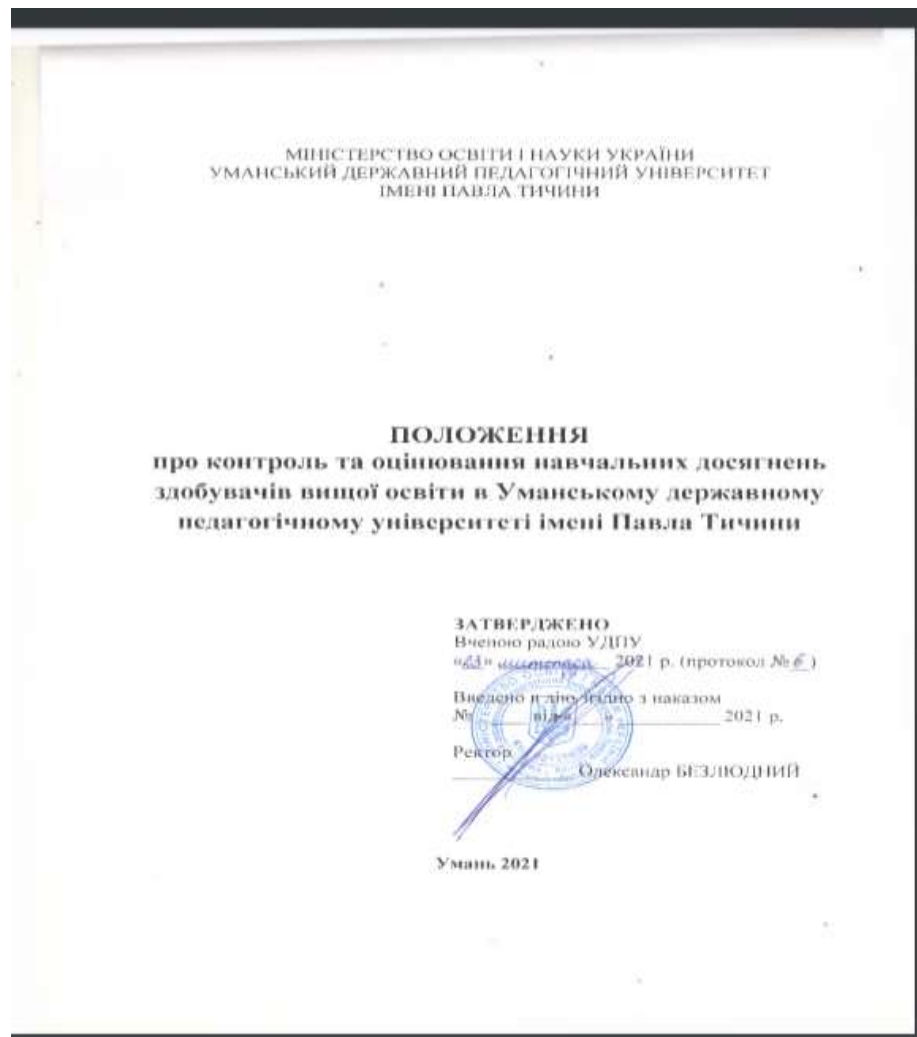 МІНІСТЕРСТВО ОСВІТИ І НАУКИ УКРАЇНИ
УМАНСЬКИЙ ДЕРЖАВНИЙ ПЕДАГОГІЧНИЙ УНІВЕРСИТЕТ
ІМЕНІ ПАВЛА ТИЧИНИ
ПОЛОЖЕННЯ
про контроль та оцінювання навчальних досягнень
здобувачів вищої освіти в Уманському державному
педагогічному університеті імені Павла Тичини
ЗАТВЕРДЖЕНО
Вченою радою УДПУ
«23» 2021 р. (протокол № 6)
Введено в дію згідно з наказом
№ від « » 2021 р.
Ректор
Олександр БЕЗЛЮДНИЙ
Умань 2021